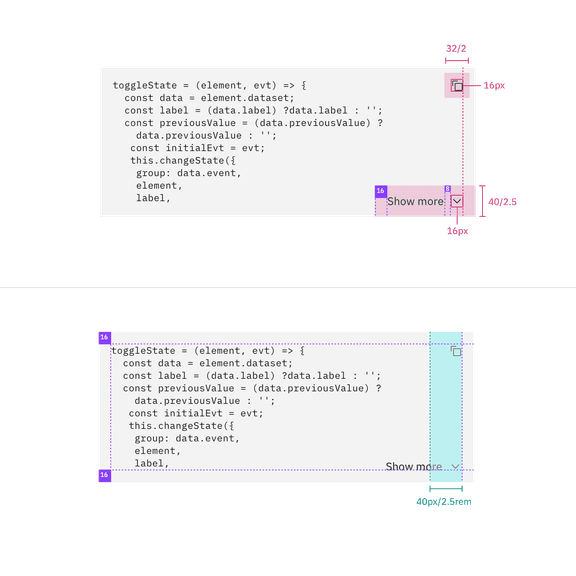 32/2
toggleState = (element, evt) => {
const data = element.dataset;
16px
const label = (data.label) ?data.label : '';
const previousValue = (data.previousValue) ?
data.previousValue : '';
const initialEvt = evt;
this.changeState({
group: data.event,
element,
16
8
label,
Show more
40/2.5
16px
16
toggleState = (element, evt) => {
const data = element.dataset;
const label = (data.label) ?data.label : '';
const previousValue = (data.previousValue) ?
data.previousValue : '';
const initialEvt = evt;
this.changeState({
group: data.event,
element,
label,
Show more
16
40px/2.5rem